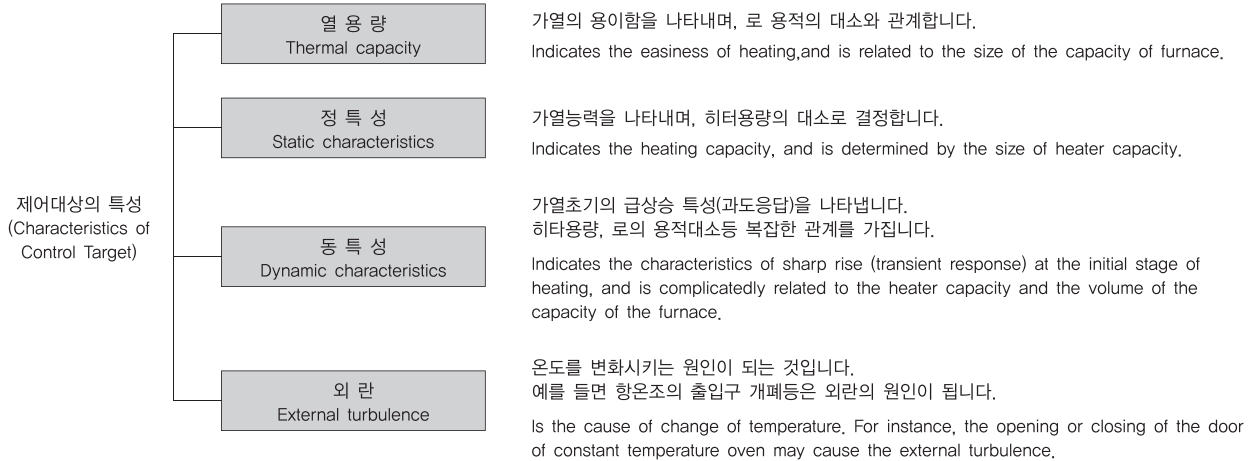 열 용 량
Thermal capacity
가열의 용이함을 나타내며, 로 용적의 대소와 관계합니다.
Indicates the easiness of heating,and is related to the size of the capacity of furnace.
정 특 성
Static characteristics
가열능력을 나타내며, 히터용량의 대소로 결정합니다.
Indicates the heating capacity, and is determined by the size of heater capacity.
제어대상의 특성
(Characteristics of
Control Target)
동 특 성
Dynamic characteristics
가열초기의 급상승 특성(과도응답)을 나타냅니다.
히타용량, 로의 용적대소등 복잡한 관계를 가집니다.
Indicates the characteristics of sharp rise (transient response) at the initial stage of
heating, and is complicatedly related to the heater capacity and the volume of the
capacity of the furnace.
외 란
External turbulence
온도를 변화시키는 원인이 되는 것입니다.
예를 들면 항온조의 출입구 개폐등은 외란의 원인이 됩니다.
Is the cause of change of temperature. For instance, the opening or closing of the door
of constant temperature oven may cause the external turbulence.